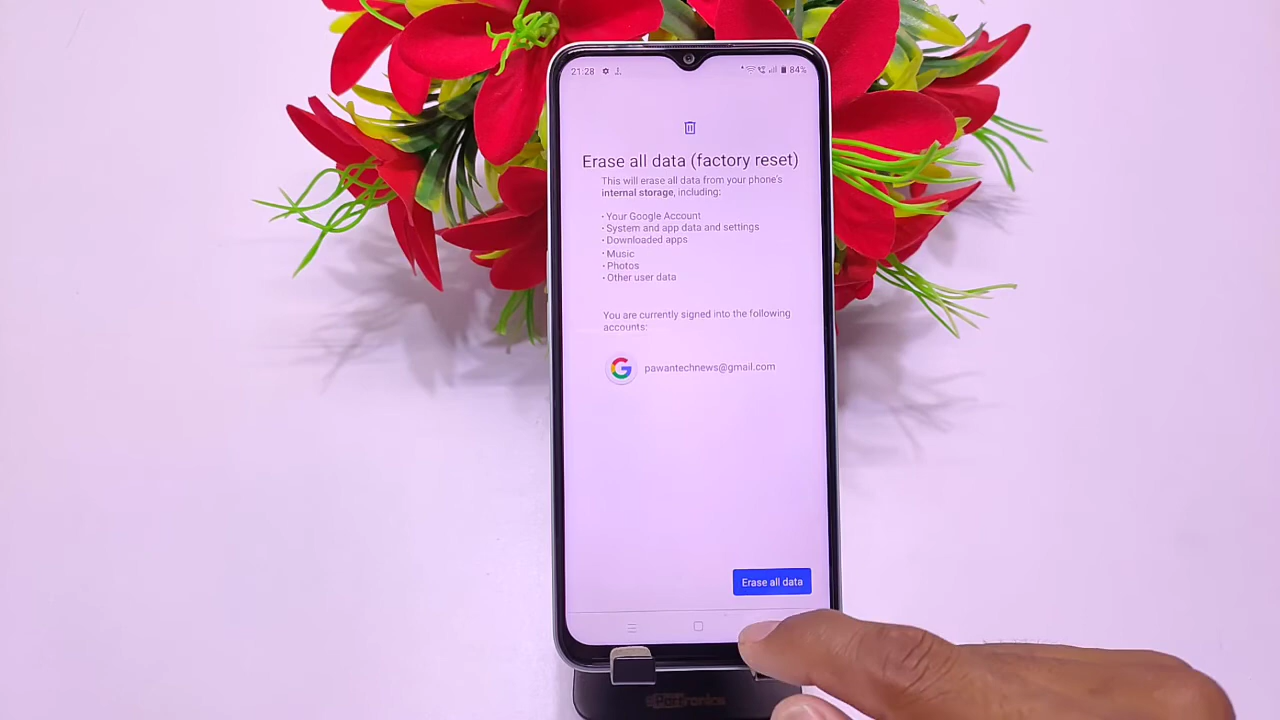 21:28
84%
Erase all data (factory reset)
This will erase all data from your phone's
internal storage, including:
• Your Google Account
• System and app data and settings
• Downloaded apps
• Music
• Photos
• Other user data
You are currently signed into the following
accounts:
G pawantechnews@gmail.com
Erase all data
Portronics